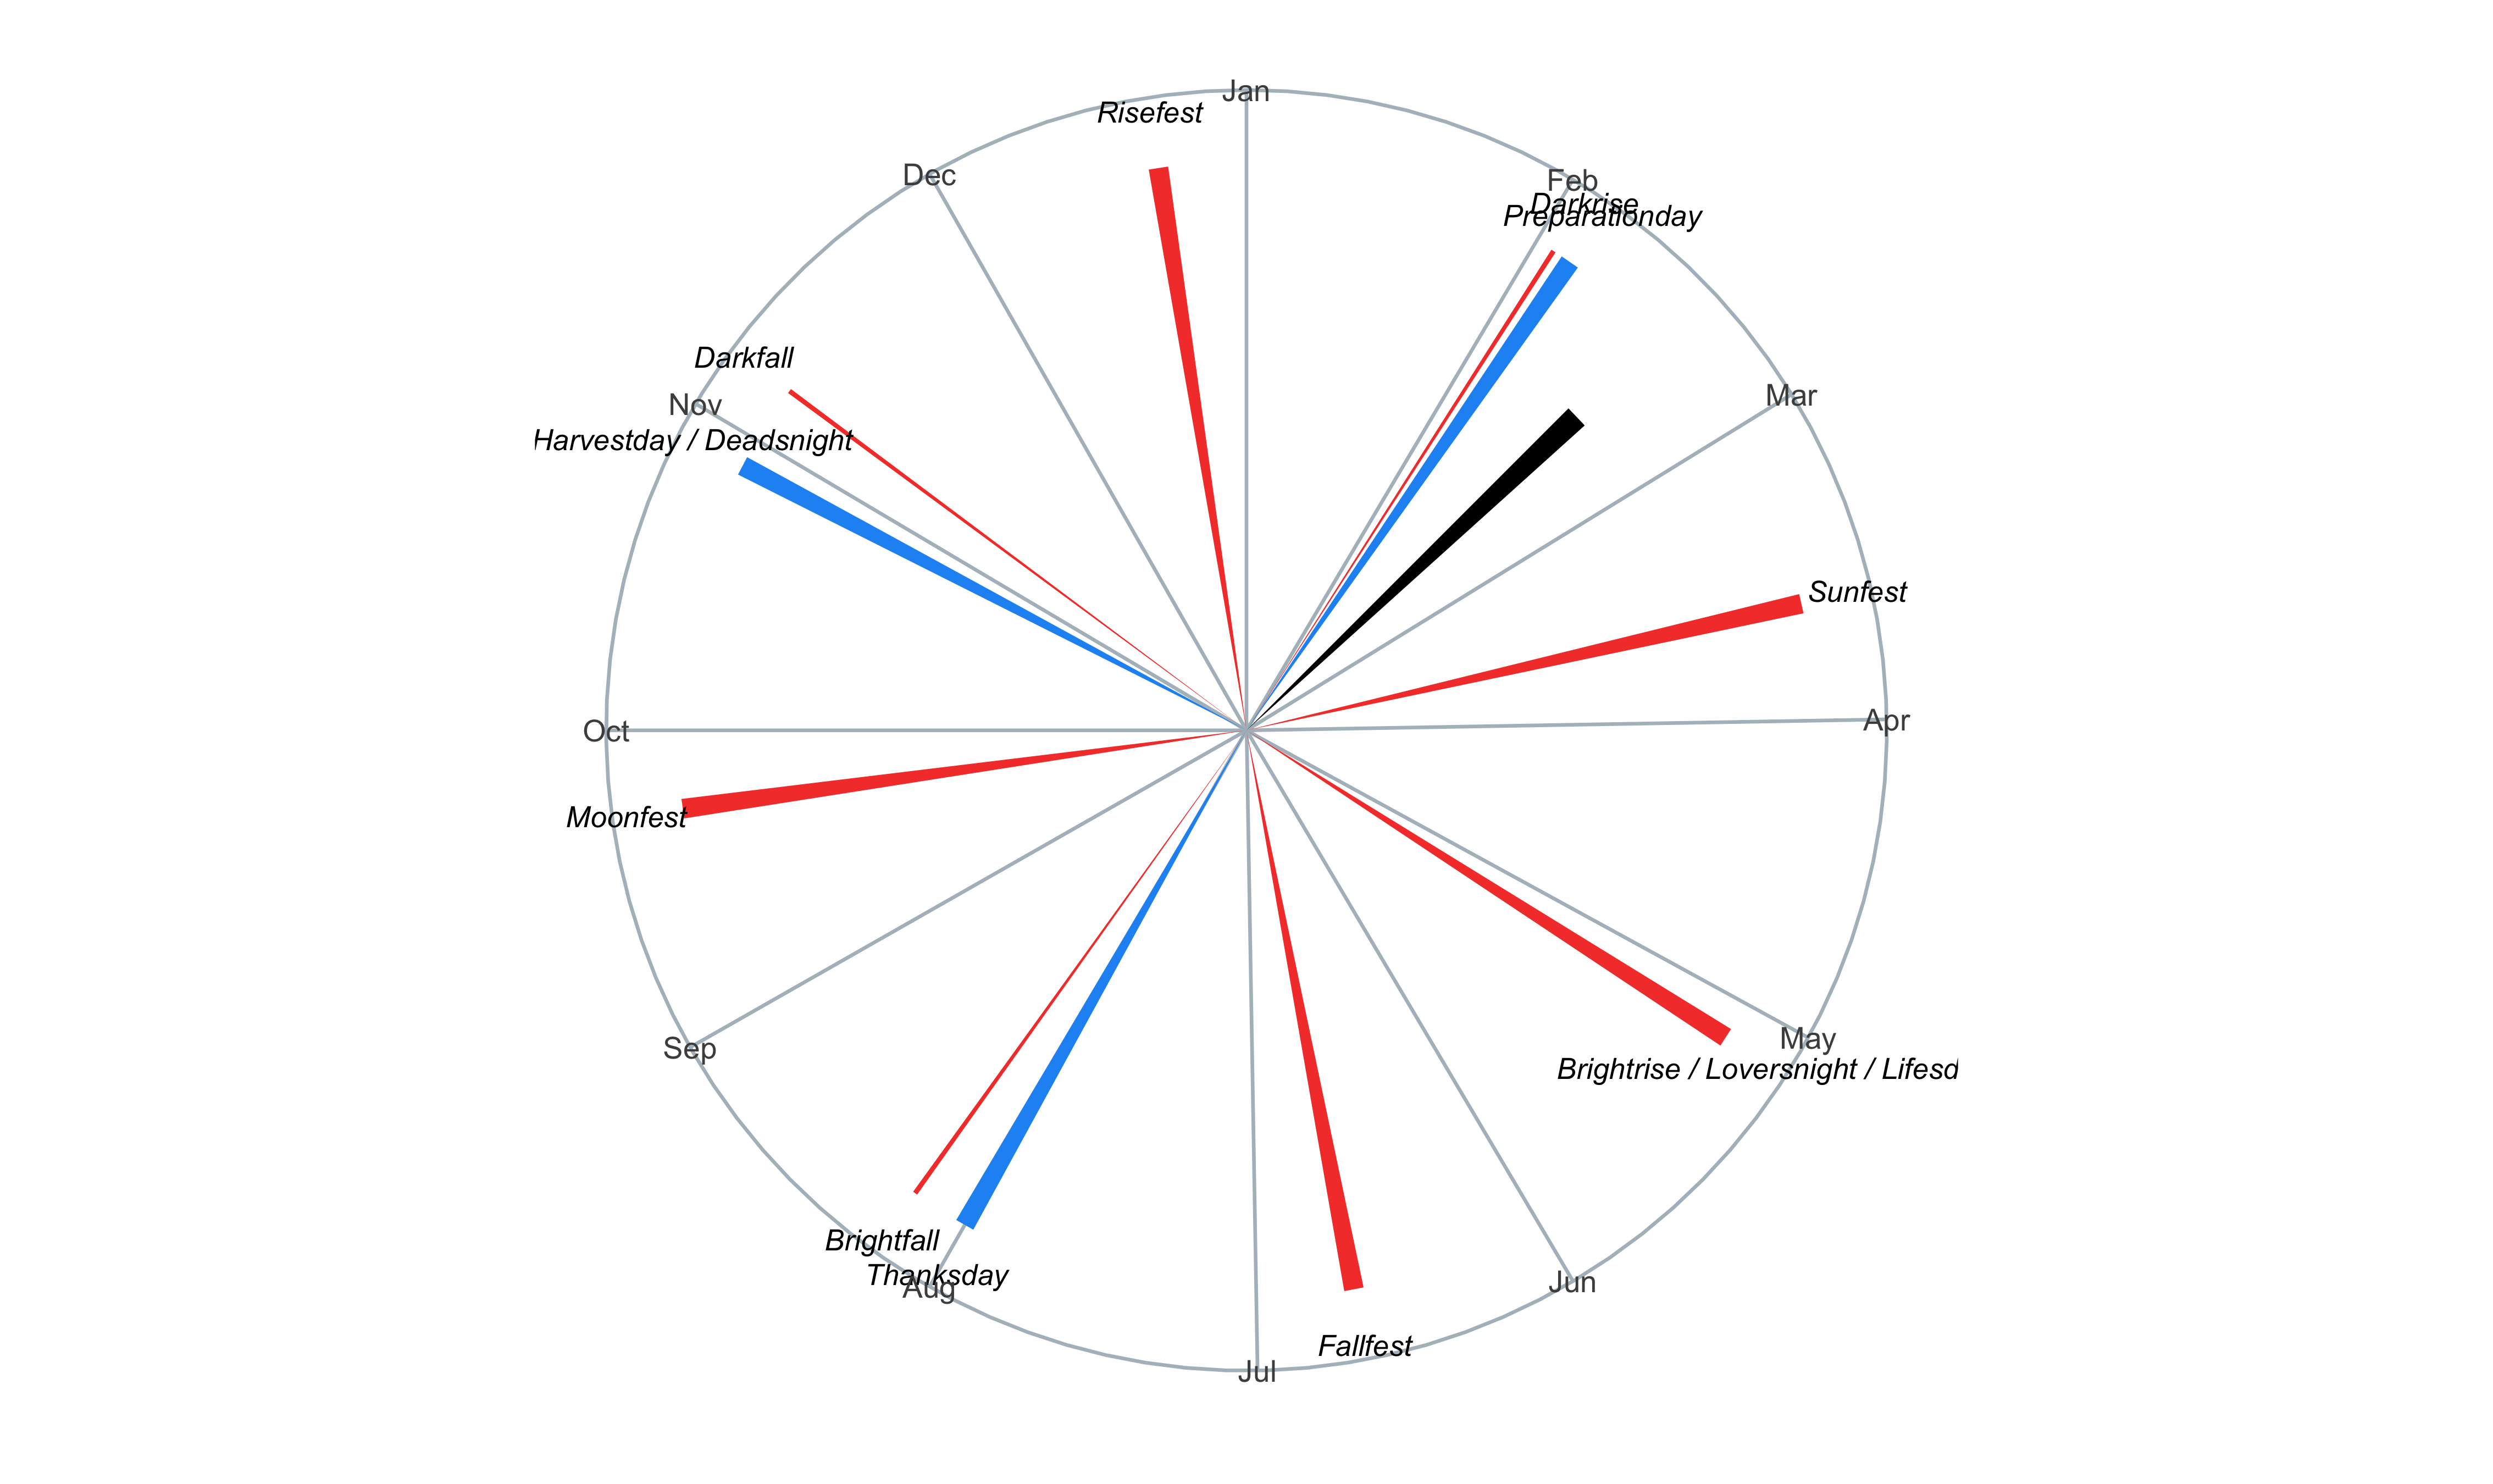 Jan
Risefest
Dec
Feb
Darkrise
Preparationday
Darkfall
Mar
Nov
Harvestday / Deadsnight
Sunfest
Apr
Oct
Moonfest
May
Sep
Brightrise / Loversnight / Lifesd
Brightfall
Thanksday
Aug
Jun
Fallfest
Jul